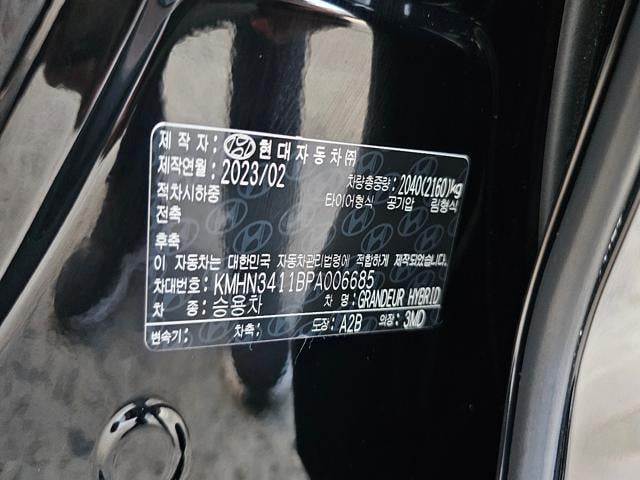 제 작 자: 현대자동차㈜
제작연월: 2023/02 차량총중량: 2040(2160)kg
적차시하중 타이어형식 공기압 림형식
전축
후축
이 자동차는 대한민국 자동차관리법령에 적합하게 제작되었습니다.
차대번호: KMHN3411BPA006685
차 종: 승용차 차 명: GRANDEUR HYBRID
변속기: 차축: 도장: A2B 의장: 3MD